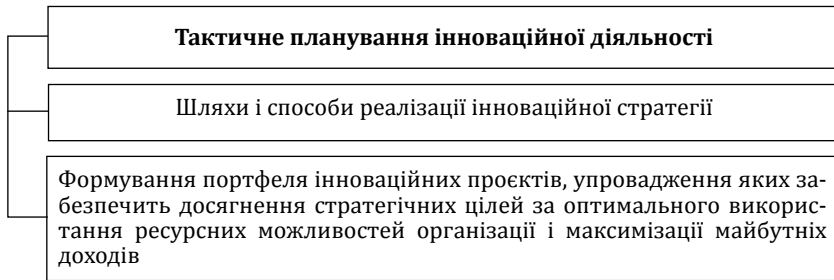 Тактичне планування інноваційної діяльності
Шляхи і способи реалізації інноваційної стратегії
Формування портфеля інноваційних проєктів, упровадження яких за-
безпечить досягнення стратегічних цілей за оптимального викорис-
тання ресурсних можливостей організації і максимізації майбутніх
доходів